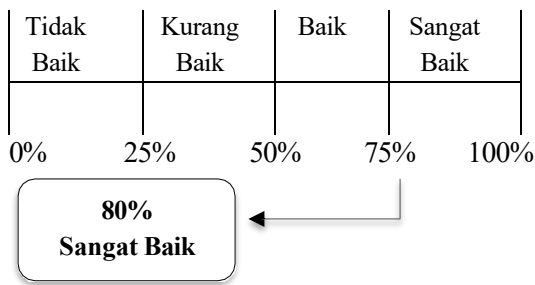 Tidak Kurang Baik Sangat
Baik Baik Baik
0% 25% 50% 75% 100%
80%
Sangat Baik